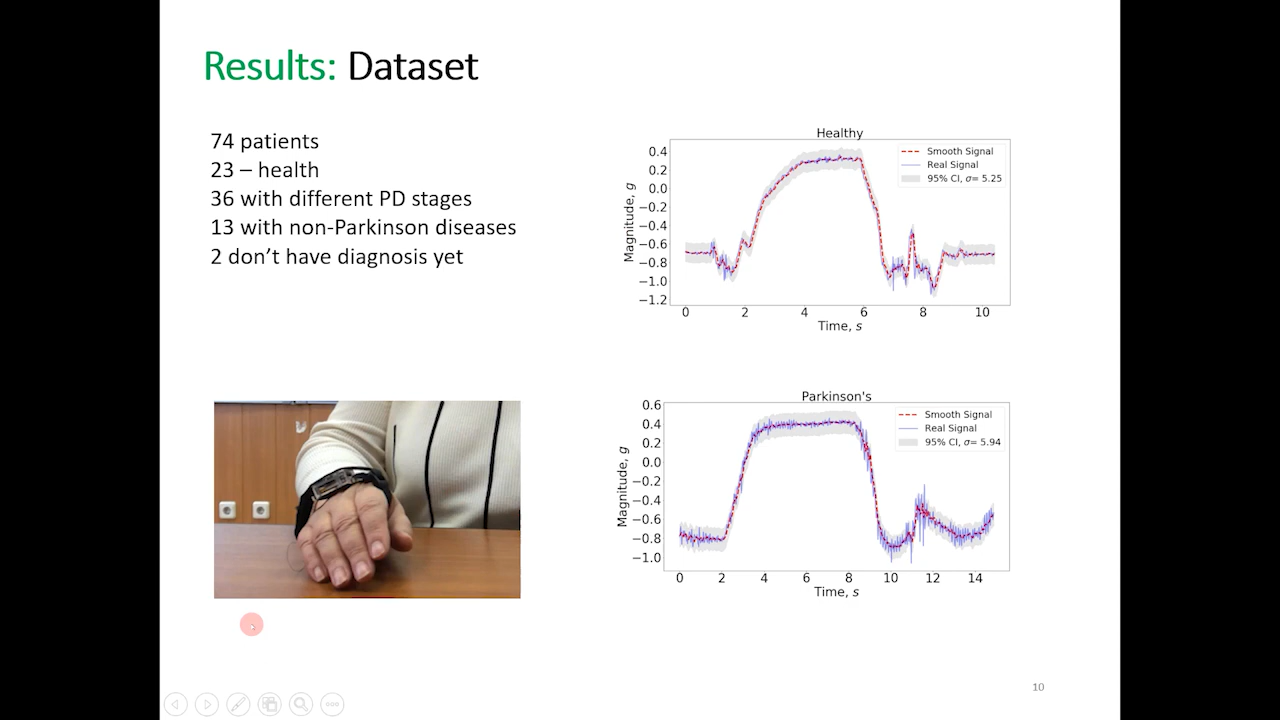 Results: Dataset
74 patients
23 – health
36 with different PD stages
13 with non-Parkinson diseases
2 don’t have diagnosis yet
Healthy
Smooth Signal
Real Signal
95% CI, σ= 5.25
Magnitude, g
0.4
0.2
0.0
−0.2
−0.4
−0.6
−0.8
−1.0
−1.2
0 2 4 6 8 10
Time, s
Parkinson's
Smooth Signal
Real Signal
95% CI, σ= 5.94
Magnitude, g
0.6
0.4
0.2
0.0
−0.2
−0.4
−0.6
−0.8
−1.0
0 2 4 6 8 10 12 14
Time, s
10